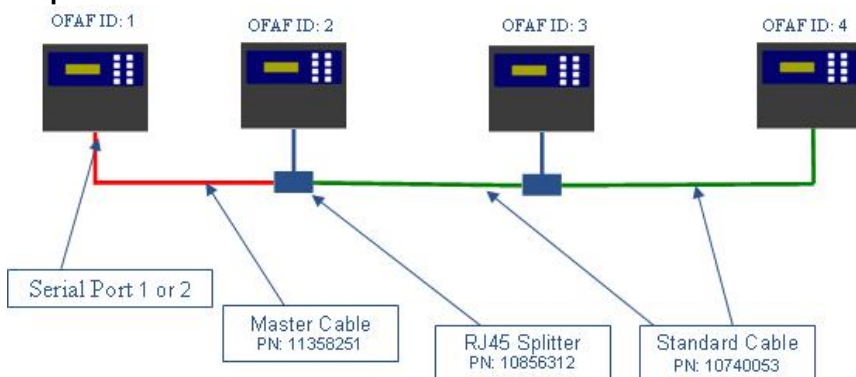 OFAF ID: 1
OFAF ID: 2
OFAF ID: 3
OFAF ID: 4
Serial Port 1 or 2
Master Cable
PN: 11358251
RJ45 Splitter
PN: 10856312
Standard Cable
PN: 10740053